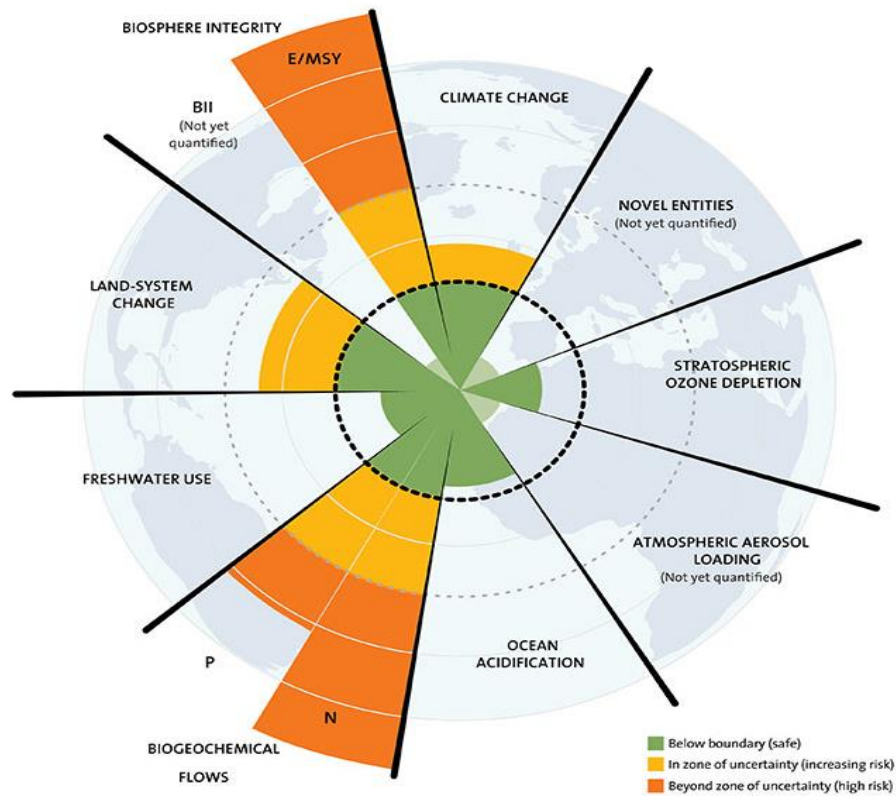 BIOSPHERE INTEGRITY
E/MSY
BII
(Not yet
quantified)
CLIMATE CHANGE
NOVEL ENTITIES
(Not yet quantified)
LAND-SYSTEM
CHANGE
STRATOSPHERIC
OZONE DEPLETION
FRESHWATER USE
ATMOSPHERIC AEROSOL
LOADING
(Not yet quantified)
OCEAN
ACIDIFICATION
P
N
BIOGEOCHEMICAL
FLOWS
Below boundary (safe)
In zone of uncertainty (increasing risk)
Beyond zone of uncertainty (high risk)